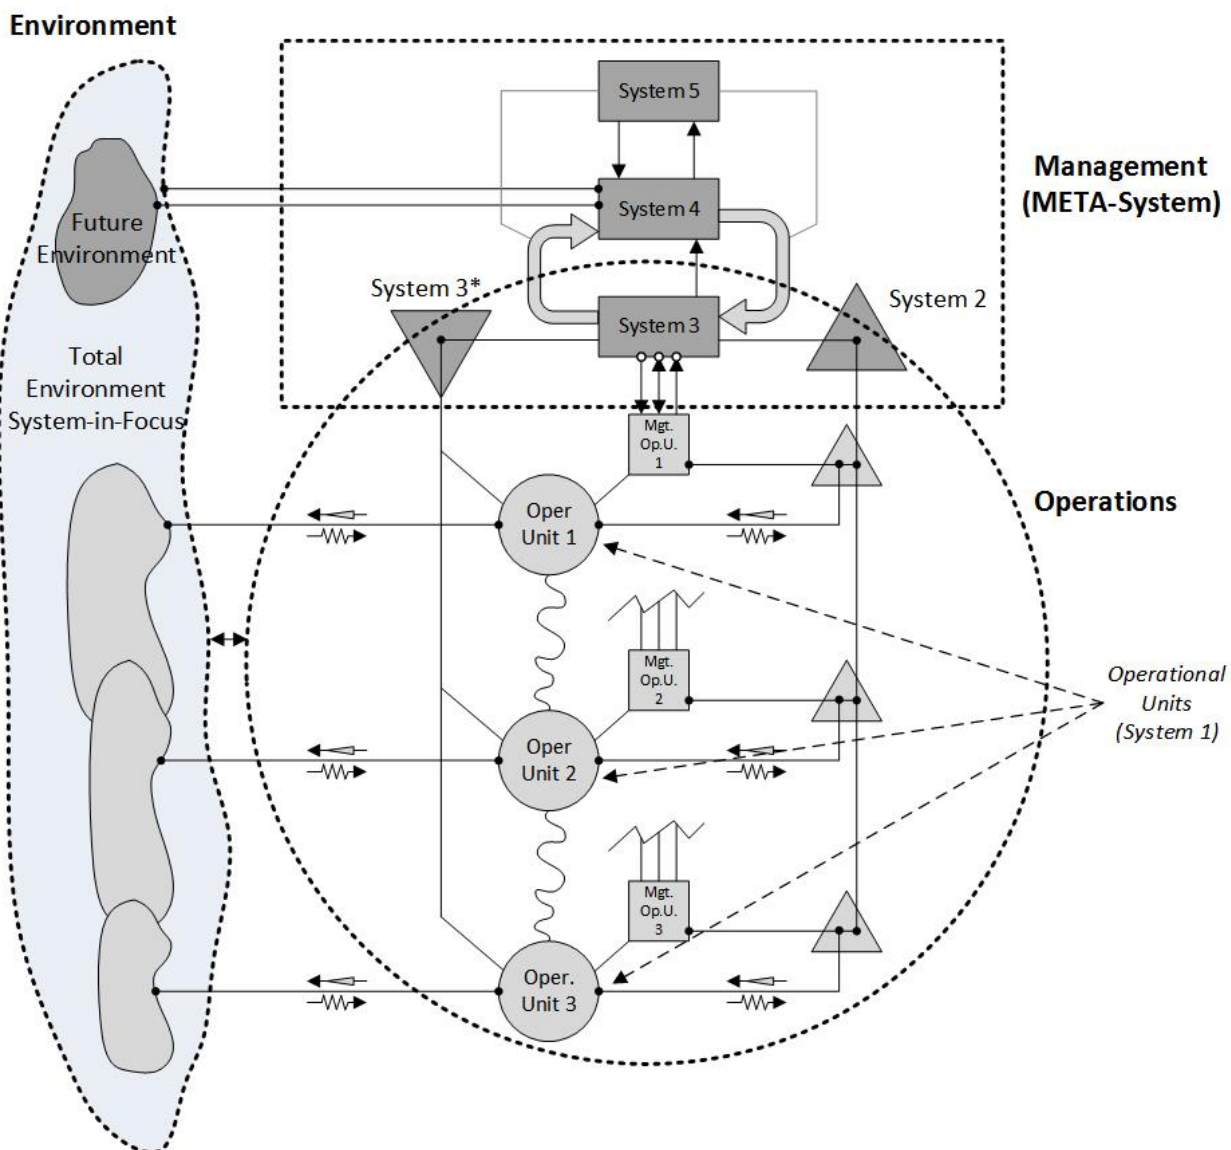 Environment
System 5
Management
(META-System)
System 4
Future
Environment
System 3*
System 2
System 3
Total
Environment
System-in-Focus
Mgt.
Op.U.
1
Operations
Oper
Unit 1
Mgt.
Op.U.
2
Operational
Units
(System 1)
Oper
Unit 2
Mgt.
Op.U.
3
Oper.
Unit 3